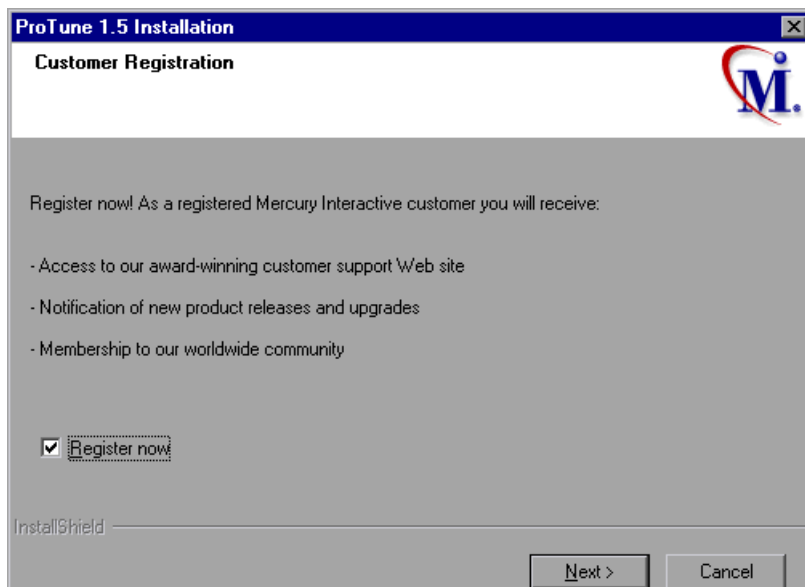 ProTune 1.5 Installation
Customer Registration
M.
Register now! As a registered Mercury Interactive customer you will receive:
- Access to our award-winning customer support Web site
- Notification of new product releases and upgrades
- Membership to our worldwide community
Register now
InstallShield
Next >
Cancel